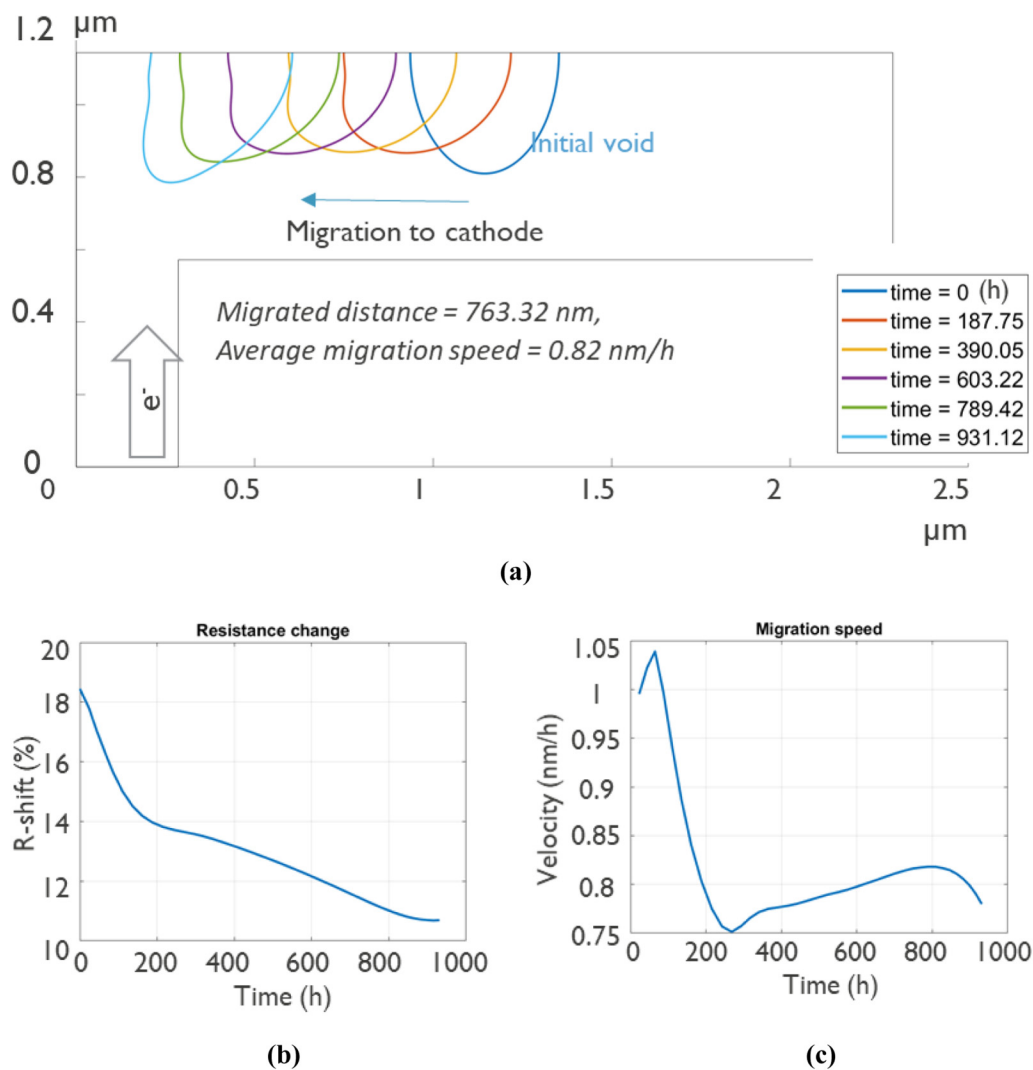 1.2 µm
0.8
0.4
0
Initial void
Migration to cathode
Migrated distance = 763.32 nm,
Average migration speed = 0.82 nm/h
e-
time = 0 (h)
time = 187.75
time = 390.05
time = 603.22
time = 789.42
time = 931.12
0 0.5 1 1.5 2 2.5
µm
(a)
Resistance change
20
18
16
14
12
10
R-shift (%)
0 200 400 600 800 1000
Time (h)
(b)
Migration speed
1.05
1
0.95
0.9
0.85
0.8
0.75
Velocity (nm/h)
0 200 400 600 800 1000
Time (h)
(c)